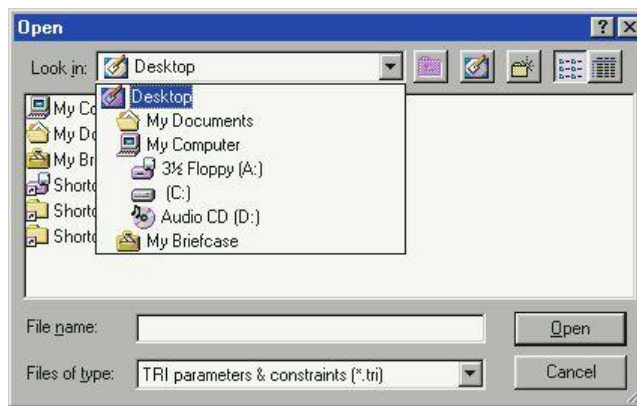 Open
Look in: Desktop
Desktop
My Documents
My Computer
3½ Floppy (A:)
(C:)
Audio CD (D:)
My Briefcase
My Co
My Do
My Br
Shortc
Shortc
Shortc
File name:
Open
Files of type: TRI parameters & constraints (*.tri)
Cancel